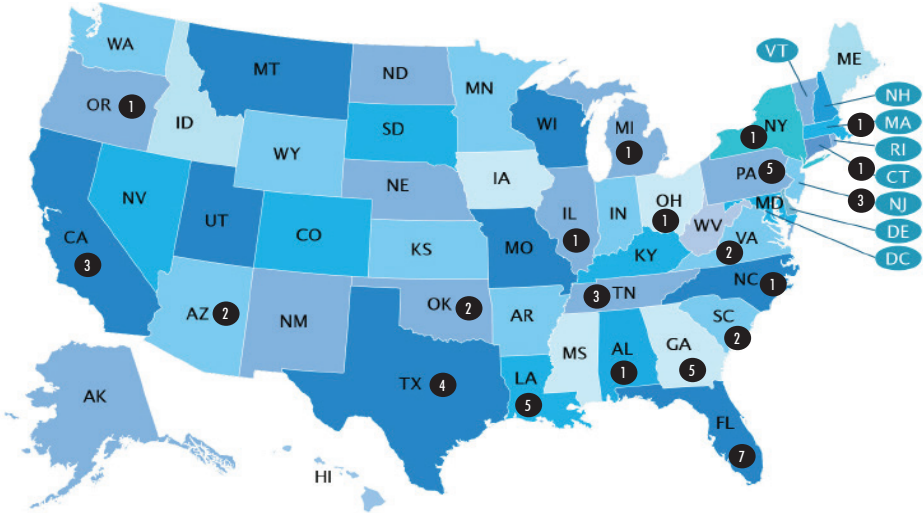 WA
MT
ND
MN
VT
ME
OR 1
ID
SD
WI
MI
1
NY
1
NH
1 MA
RI
WY
IA
PA 5
1 CT
NE
NV
UT
CO
IL
1
IN
OH
1
WV
MD
3 NJ
DE
DC
CA
3
KS
MO
KY
VA
2
AZ 2
NM
OK 2
AR
3 TN
NC 1
SC
2
MS
AL
1
GA
5
TX 4
LA
5
FL
7
AK
HI